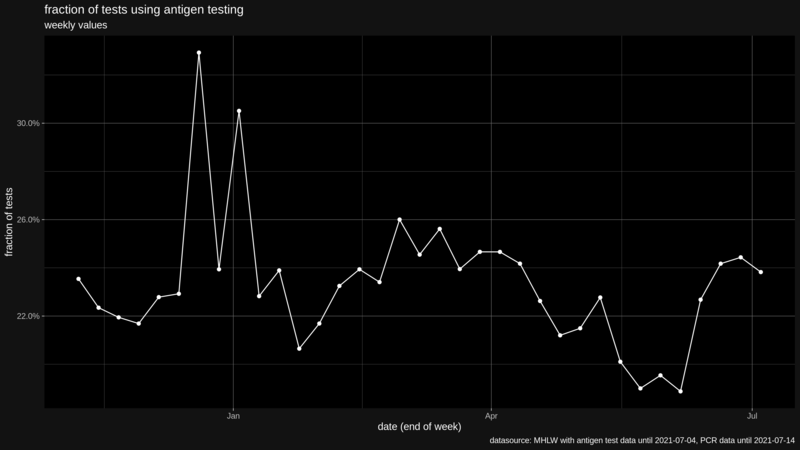 fraction of tests using antigen testing
weekly values
fraction of tests
30.0%
26.0%
22.0%
Jan
Apr
Jul
date (end of week)
datasource: MHLW with antigen test data until 2021-07-04, PCR data until 2021-07-14